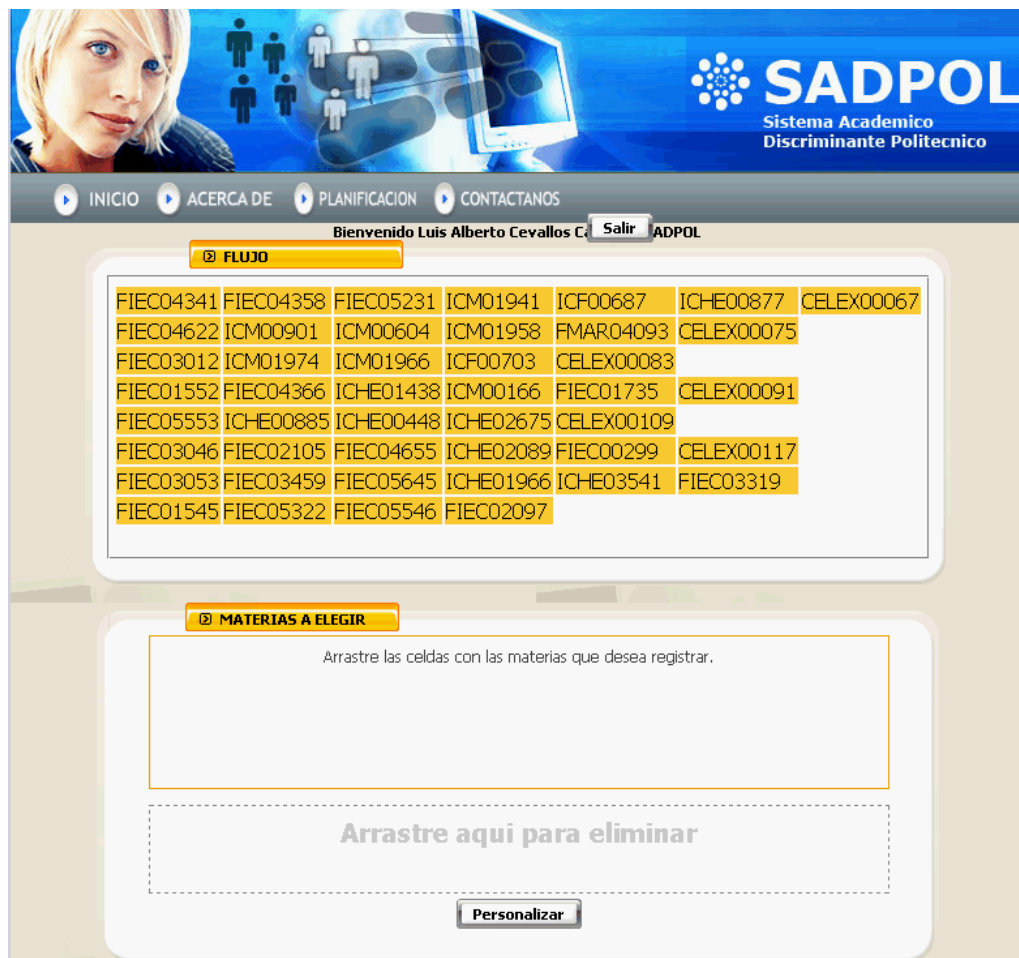 SADPOL
Sistema Academico
Discriminante Politecnico
INICIO ACERCA DE PLANIFICACION CONTACTANOS
Bienvenido Luis Alberto Cevallos Salir ADPOL
FLUJO
FIEC04341 FIEC04358 FIEC05231 ICM01941 ICF00687 ICHE00877 CELEX00067
FIEC04622 ICM00901 ICM00604 ICM01958 FMAR04093 CELEX00075
FIEC03012 ICM01974 ICM01966 ICF00703 CELEX00083
FIEC01552 FIEC04366 ICHE01438 ICM00166 FIEC01735 CELEX00091
FIEC05553 ICHE00885 ICHE00448 ICHE02675 CELEX00109
FIEC03046 FIEC02105 FIEC04655 ICHE02089 FIEC00299 CELEX00117
FIEC03053 FIEC03459 FIEC05645 ICHE01966 ICHE03541 FIEC03319
FIEC01545 FIEC05322 FIEC05546 FIEC02097
MATERIAS A ELEGIR
Arrastre las celdas con las materias que desea registrar.
Arrastre aqui para eliminar
Personalizar